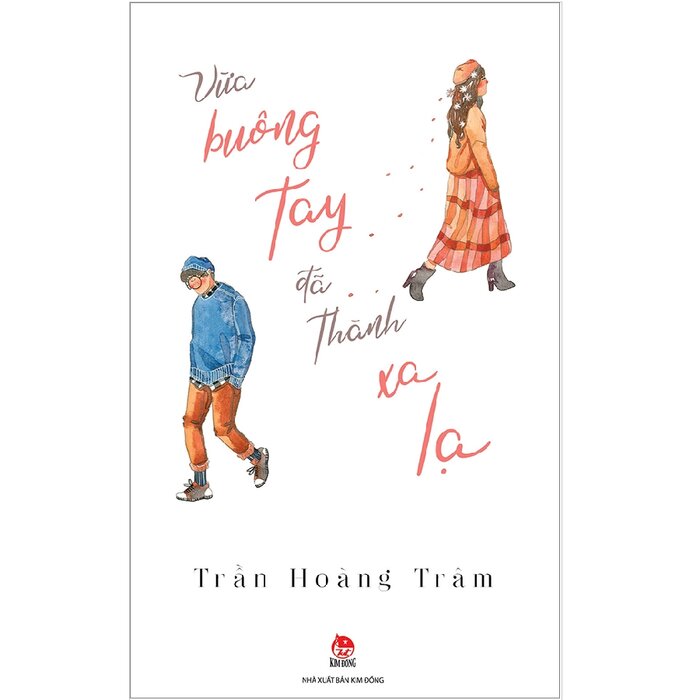 Vừa
buông
Tay
đã
Thành
xa
lạ
Trần Hoàng Trâm
KIM ĐỒNG
NHÀ XUẤT BẢN KIM ĐỒNG